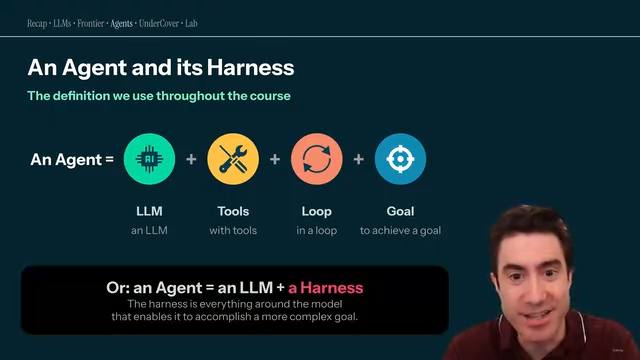 Recap • LLMs • Frontier • Agents • UnderCover • Lab
An Agent and its Harness
The definition we use throughout the course
An Agent =
AI
+ + +
LLM Tools Loop Goal
an LLM with tools in a loop to achieve a goal
Or: an Agent = an LLM + a Harness
The harness is everything around the model
that enables it to accomplish a more complex goal.